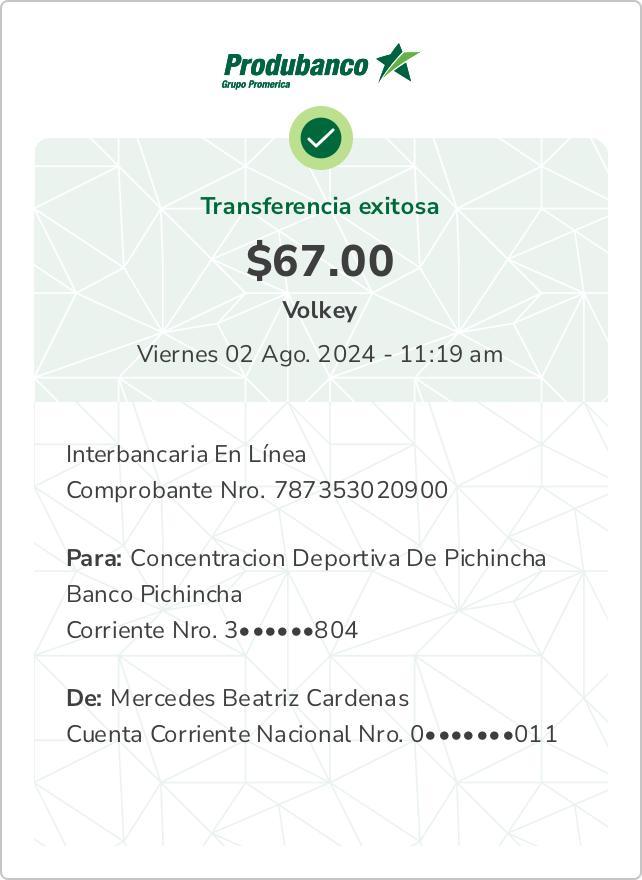 Produbanco
Grupo Promerica
Transferencia exitosa
$67.00
Volkey
Viernes 02 Ago. 2024 - 11:19 am
Interbancaria En Línea
Comprobante Nro. 787353020900
Para: Concentracion Deportiva De Pichincha
Banco Pichincha
Corriente Nro. 3••••••804
De: Mercedes Beatriz Cardenas
Cuenta Corriente Nacional Nro. 0•••••••011